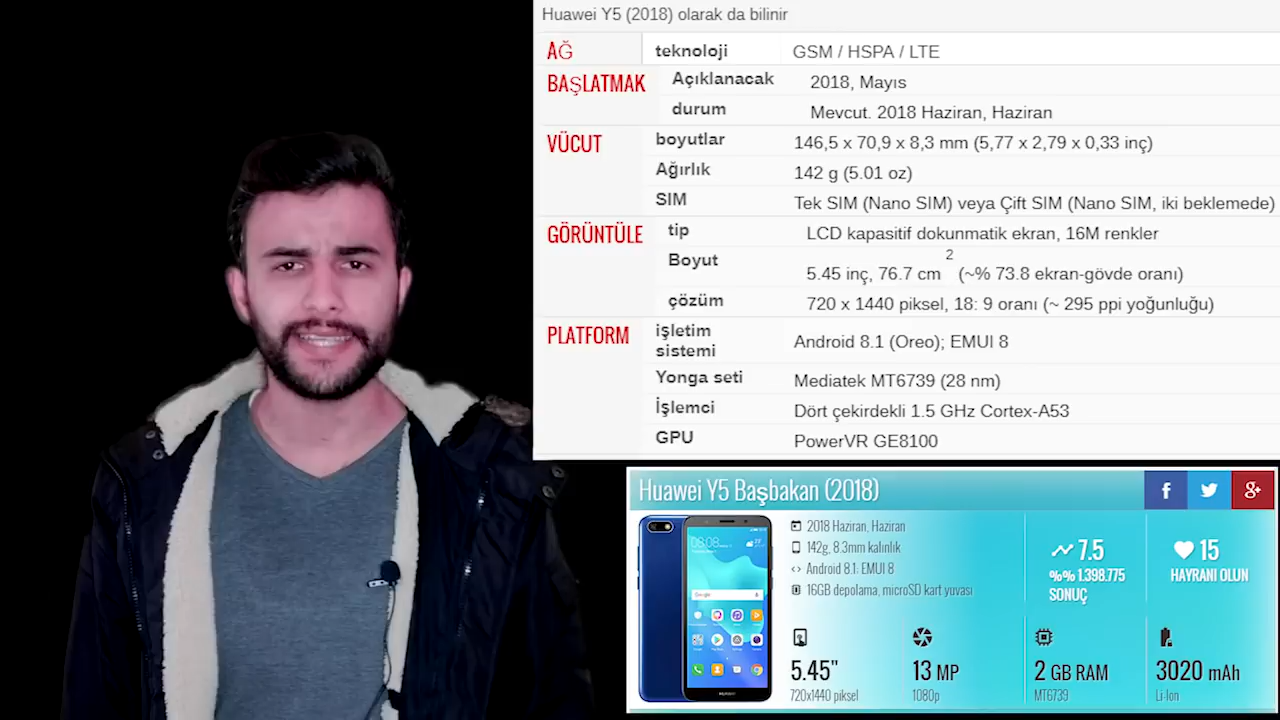 Huawei Y5 (2018) olarak da bilinir
AĞ teknoloji GSM / HSPA / LTE
BAŞLATMAK Açıklanacak 2018, Mayıs
durum Mevcut. 2018 Haziran, Haziran
VÜCUT boyutlar 146,5 x 70,9 x 8,3 mm (5,77 x 2,79 x 0,33 inç)
Ağırlık 142 g (5.01 oz)
SIM Tek SIM (Nano SIM) veya Çift SIM (Nano SIM, iki beklemede)
GÖRÜNTÜLE tip LCD kapasitif dokunmatik ekran, 16M renkler
Boyut 5.45 inç, 76.7 cm 2 (~% 73.8 ekran-gövde oranı)
çözüm 720 x 1440 piksel, 18: 9 oranı (~ 295 ppi yoğunluğu)
PLATFORM işletim sistemi Android 8.1 (Oreo); EMUI 8
Yonga seti Mediatek MT6739 (28 nm)
İşlemci Dört çekirdekli 1.5 GHz Cortex-A53
GPU PowerVR GE8100
Huawei Y5 Başbakan (2018)
f g+
2018 Haziran, Haziran
142g, 8.3mm kalınlık
Android 8.1; EMUI 8
16GB depolama, microSD kart yuvası
7.5
%% 1.398.775
SONUÇ
15
HAYRANI OLUN
08:08
Google
HUAWEI
5.45" 13 MP 2 GB RAM 3020 mAh
720x1440 piksel 1080p MT6739 Li-Ion